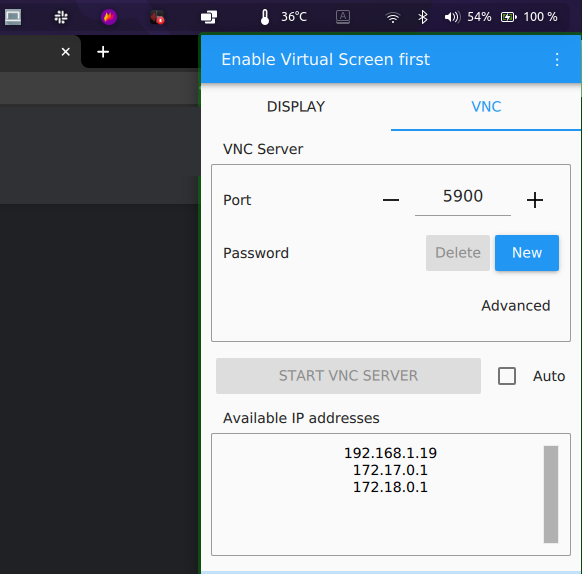 36°C A 54% 100 %
Enable Virtual Screen first
DISPLAY VNC
VNC Server
Port 5900
Password Delete New
Advanced
START VNC SERVER Auto
Available IP addresses
192.168.1.19
172.17.0.1
172.18.0.1